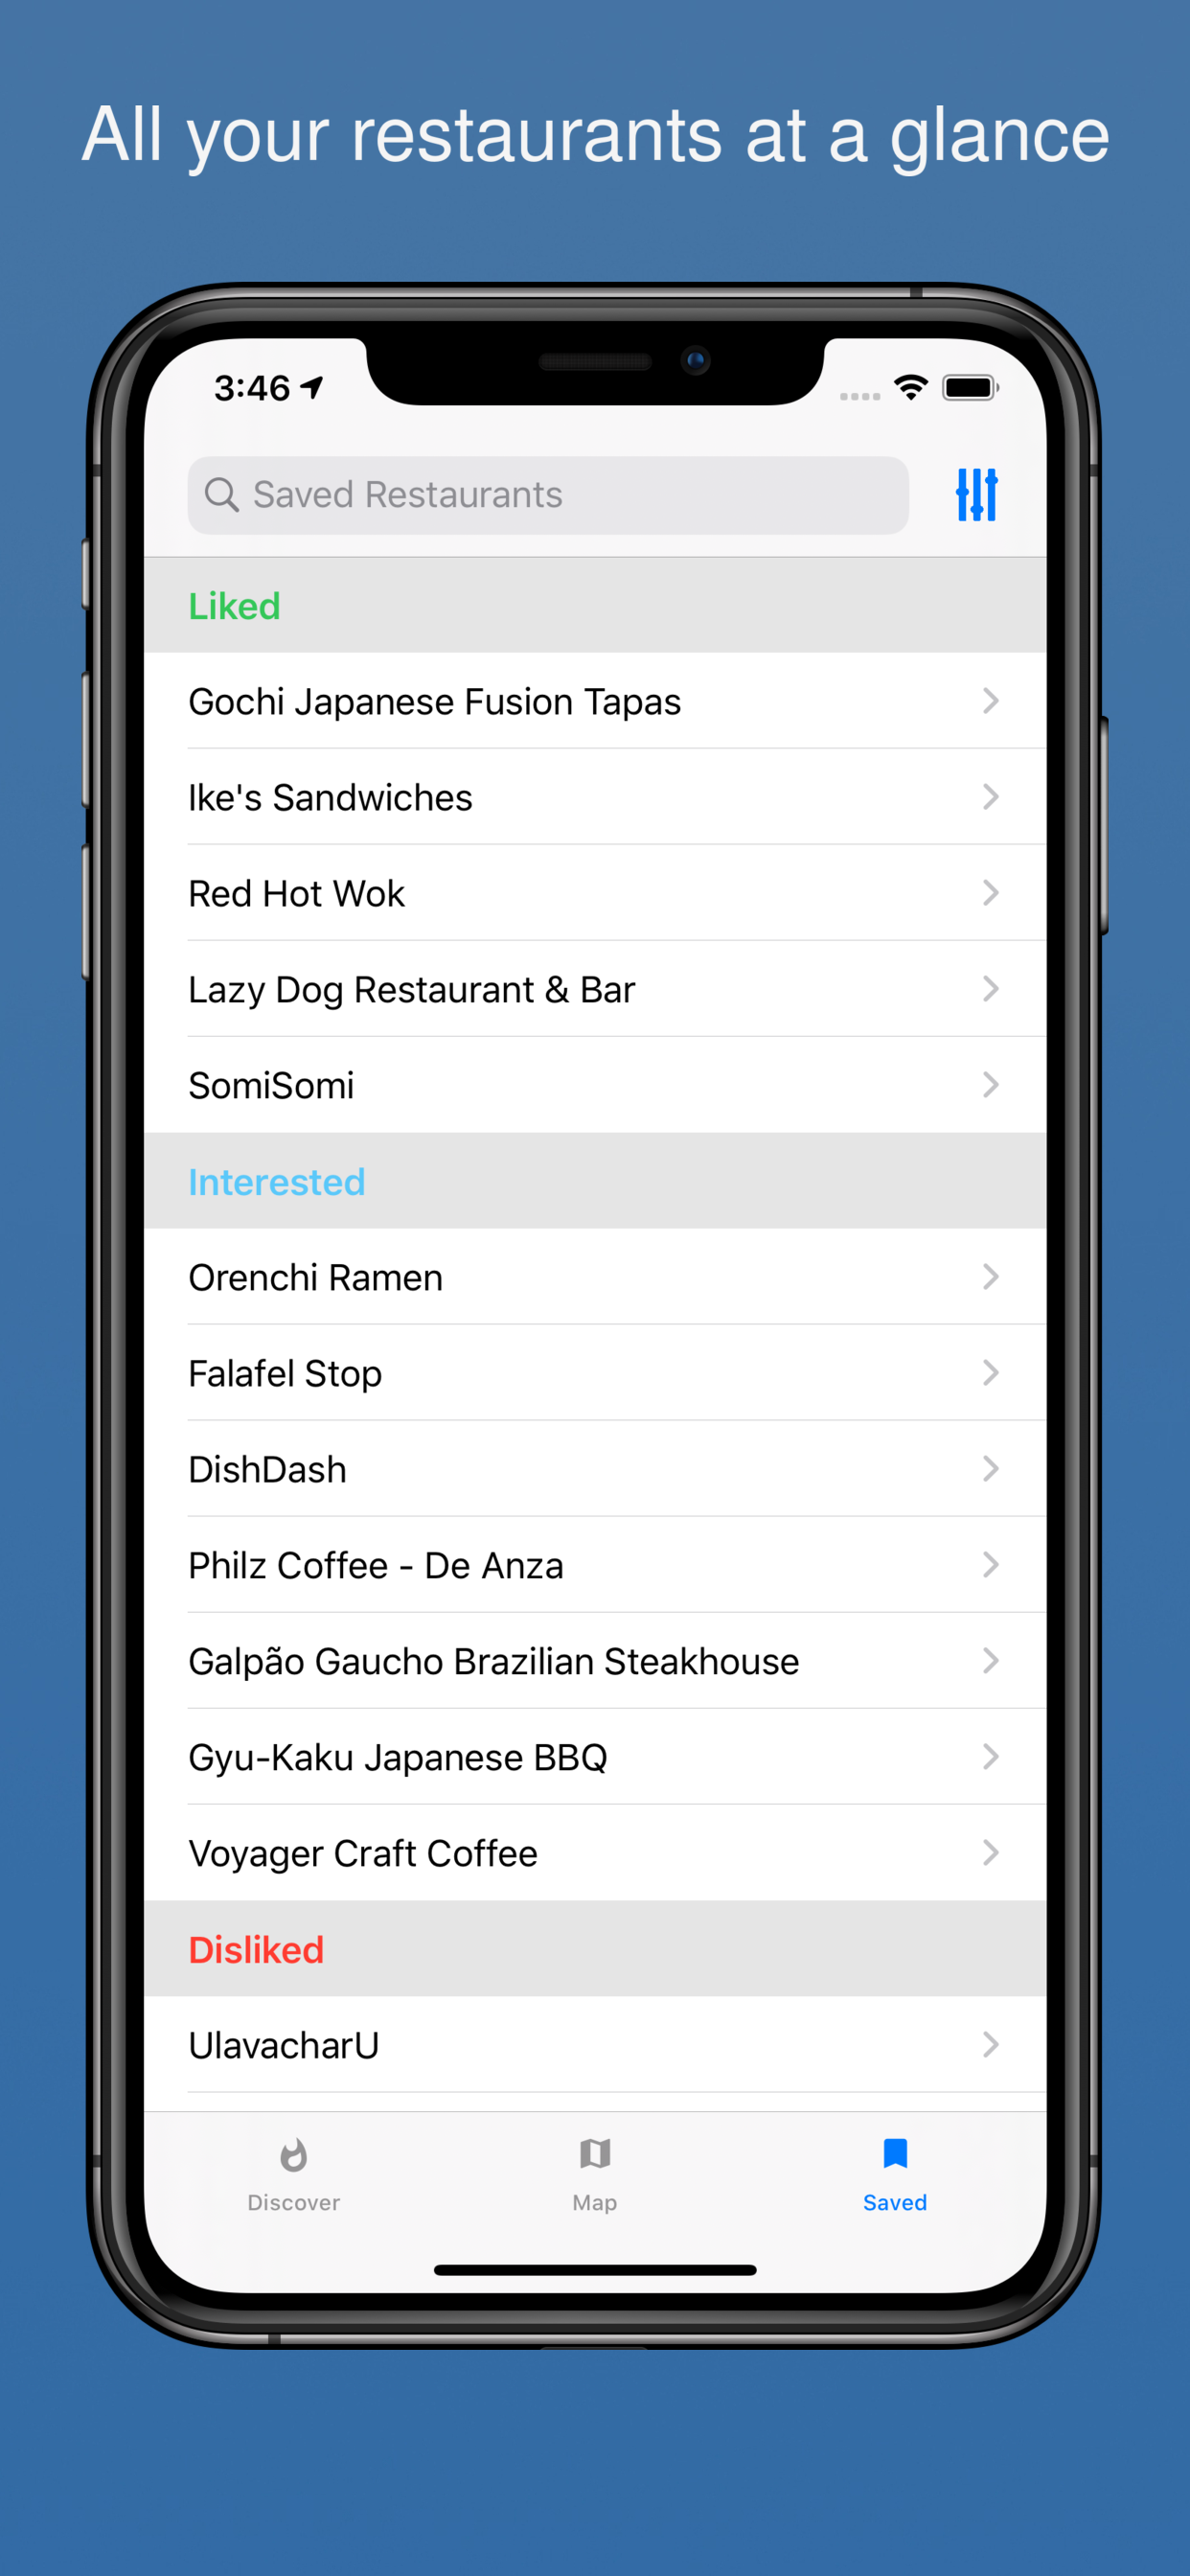 All your restaurants at a glance
3:46
Saved Restaurants
Liked
Gochi Japanese Fusion Tapas
Ike's Sandwiches
Red Hot Wok
Lazy Dog Restaurant & Bar
SomiSomi
Interested
Orenchi Ramen
Falafel Stop
DishDash
Philz Coffee - De Anza
Galpão Gaucho Brazilian Steakhouse
Gyu-Kaku Japanese BBQ
Voyager Craft Coffee
Disliked
UlavacharU
Discover
Map
Saved